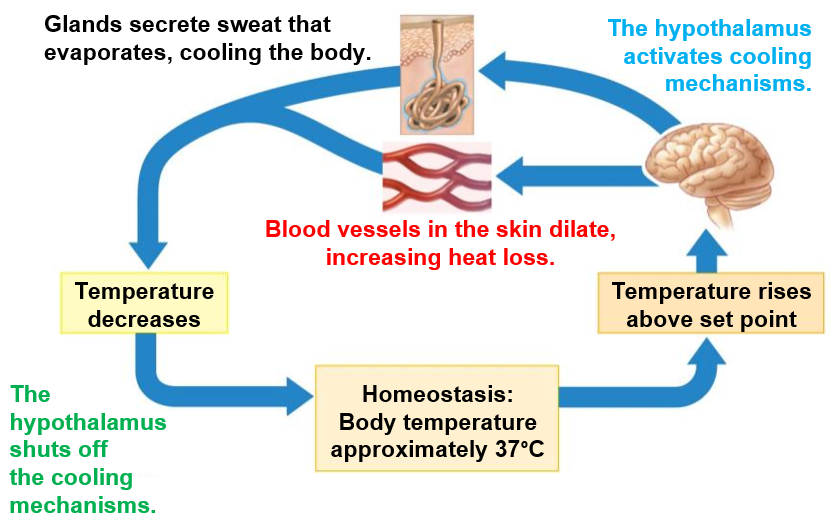 Glands secrete sweat that
evaporates, cooling the body.
The hypothalamus
activates cooling
mechanisms.
Blood vessels in the skin dilate,
increasing heat loss.
Temperature
decreases
Temperature rises
above set point
The
hypothalamus
shuts off
the cooling
mechanisms.
Homeostasis:
Body temperature
approximately 37°C